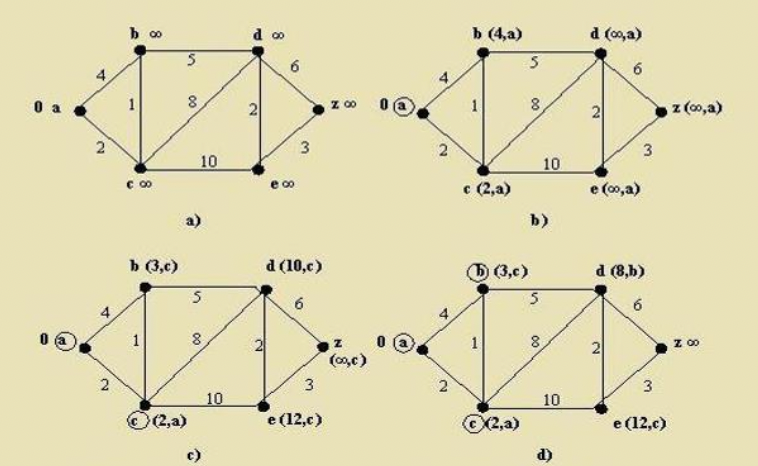 b ∞ d ∞
5
4 6
0 a 1 8 2 z ∞
2 3
10
c ∞ e ∞
a)
b (4,a) d (∞,a)
5
4 6
0 a 1 8 2 z (∞,a)
2 3
10
c (2,a) e (∞,a)
b)
b (3,c) d (10,c)
5
4 6
0 a 1 8 2 z
(∞,c)
2 3
10
c (2,a) e (12,c)
c)
b (3,c) d (8,b)
5
4 6
0 a 1 8 2 z ∞
2 3
10
c (2,a) e (12,c)
d)